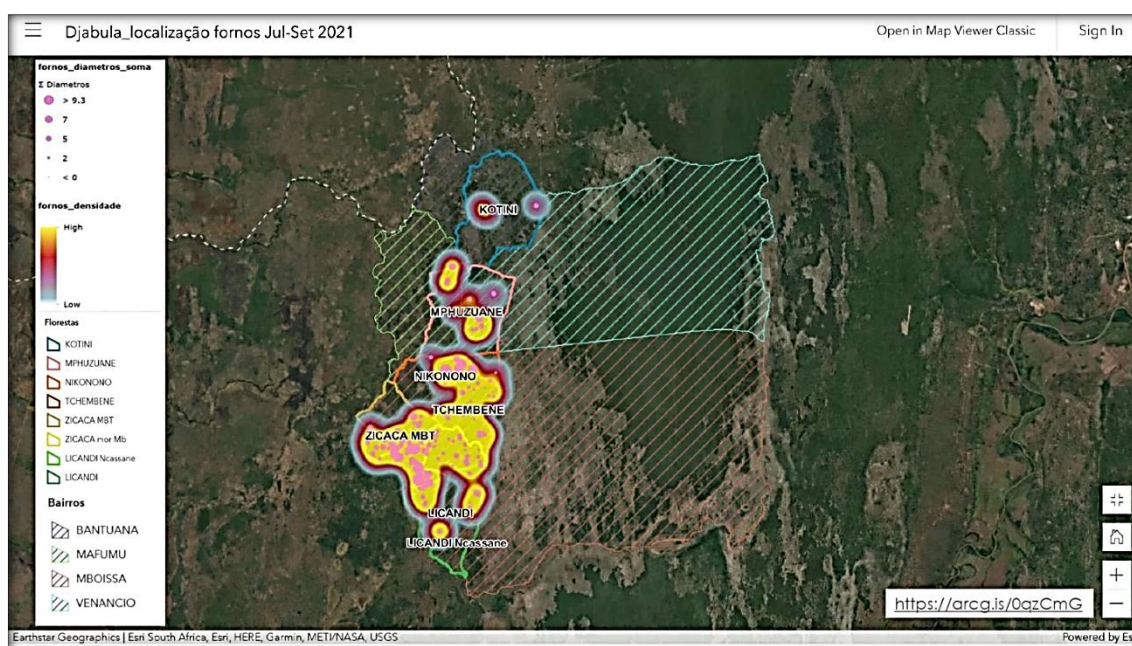 Djabula_localização fornos Jul-Set 2021
Open in Map Viewer Classic
Sign In
fornos_diametros_soma
Σ Diametros
> 9.3
7
5
2
< 0
fornos_densidade
High
Low
Florestas
KOTINI
MPHUZUANE
NIKONONO
TCHEMBENE
ZICACA MBT
ZICACA mor Mb
LICANDI Ncassane
LICANDI
Bairros
BANTUANA
MAFUMU
MBOISSA
VENANCIO
KOTINI
MPHUZUANE
NIKONONO
TCHEMBENE
ZICACA MBT
LICANDI
LICANDI Ncassane
https://arcg.is/0qzCmG
Earthstar Geographics | Esri South Africa, Esri, HERE, Garmin, METI/NASA, USGS
Powered by Es